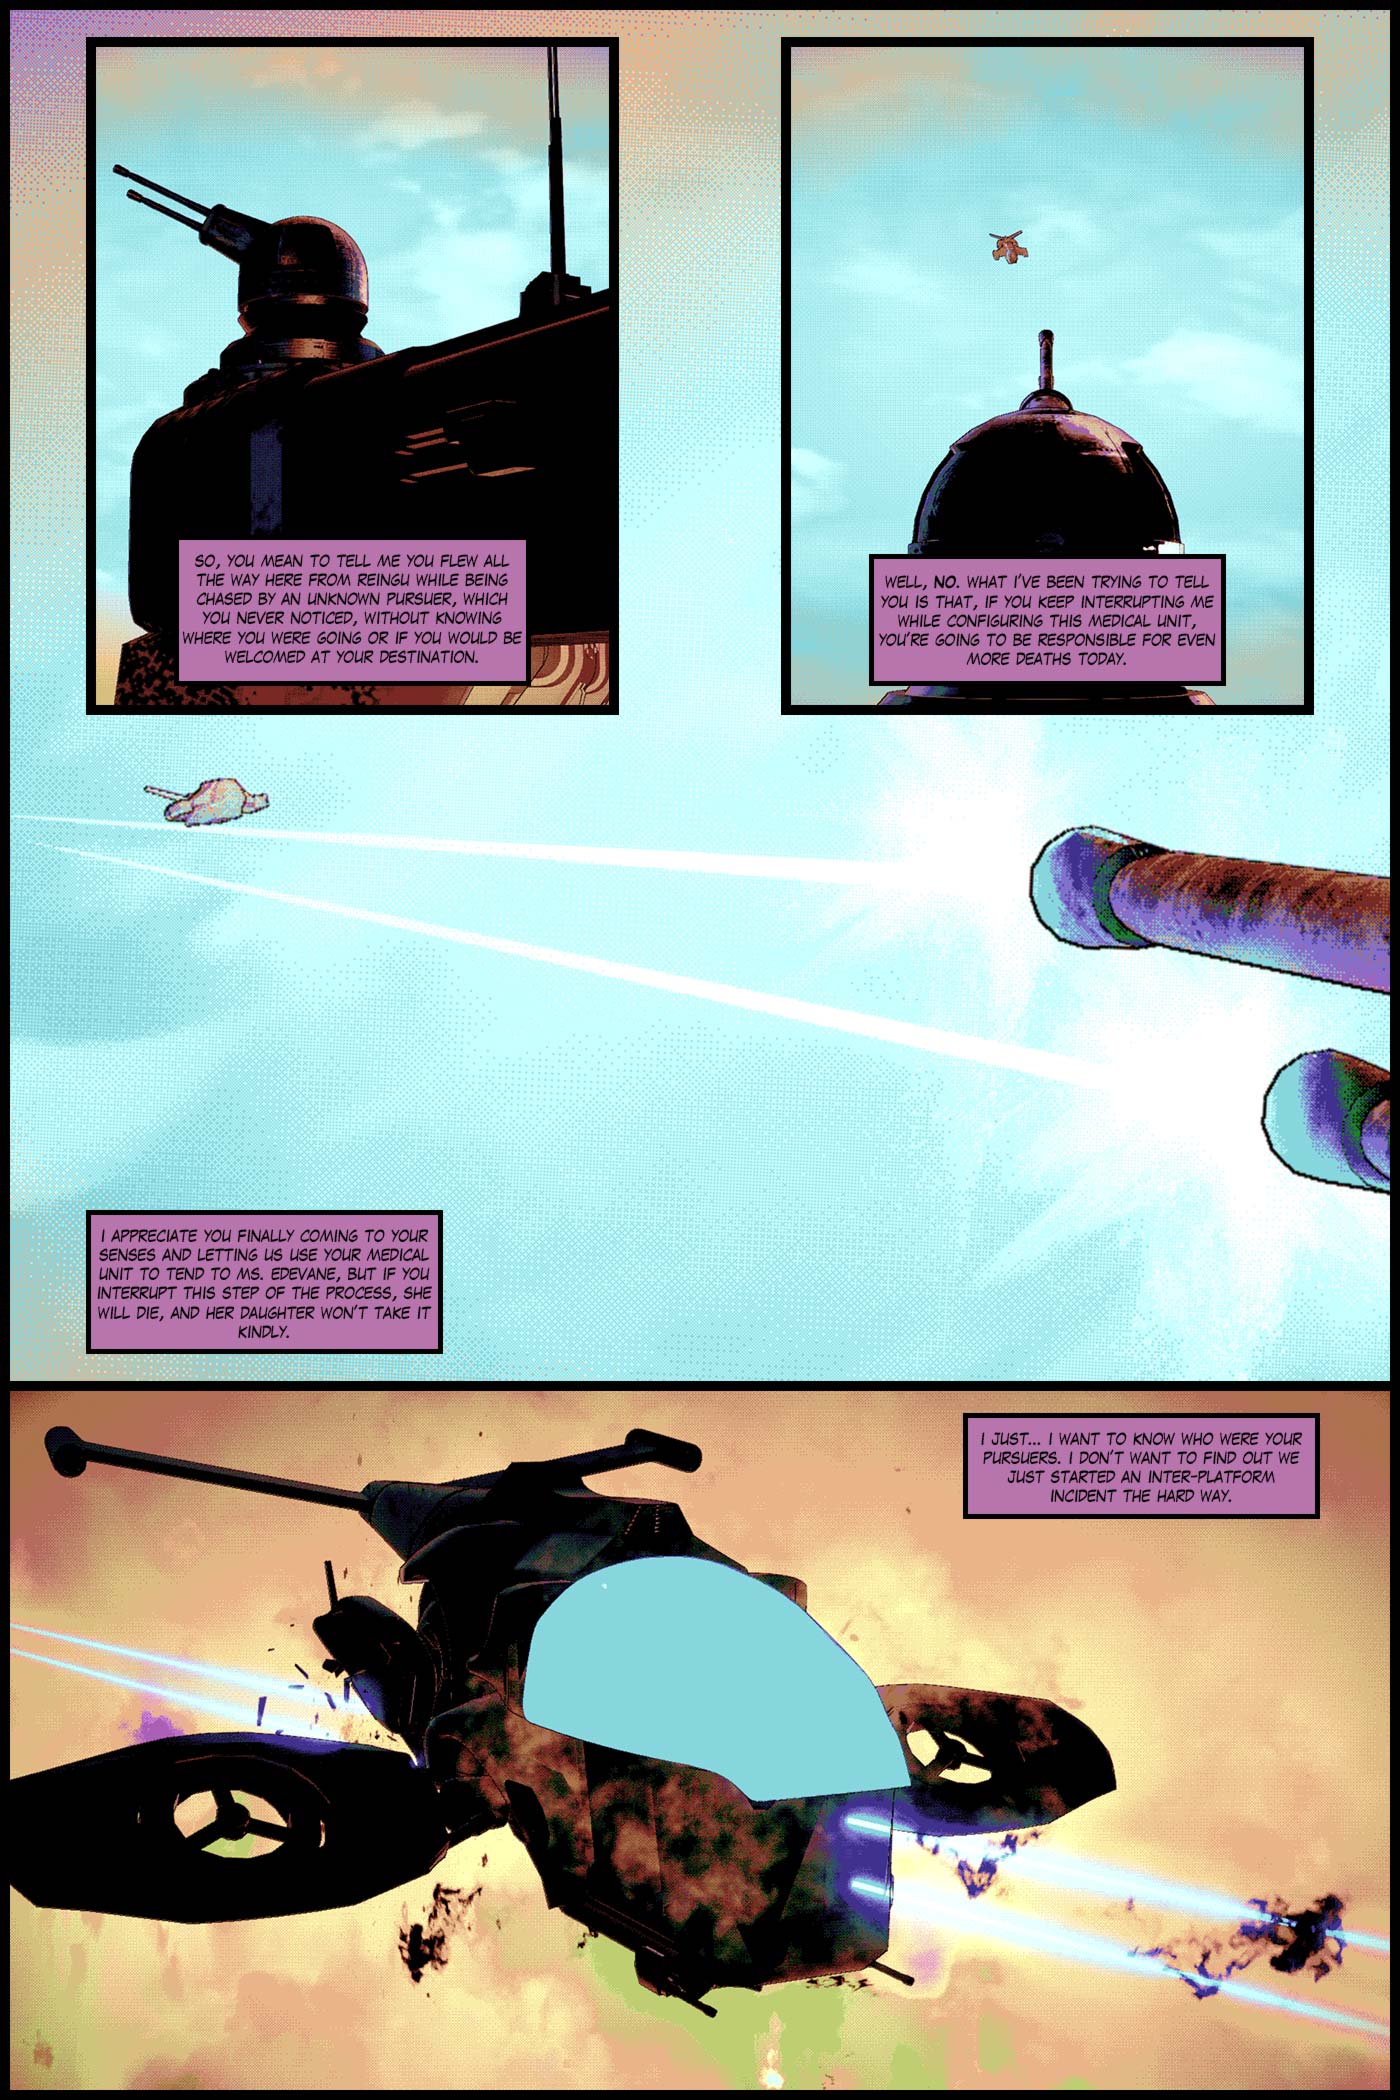 SO, YOU MEAN TO TELL ME YOU FLEW ALL
THE WAY HERE FROM REINGU WHILE BEING
CHASED BY AN UNKNOWN PURSUER, WHICH
YOU NEVER NOTICED, WITHOUT KNOWING
WHERE YOU WERE GOING OR IF YOU WOULD BE
WELCOMED AT YOUR DESTINATION.
WELL, NO. WHAT I'VE BEEN TRYING TO TELL
YOU IS THAT, IF YOU KEEP INTERRUPTING ME
WHILE CONFIGURING THIS MEDICAL UNIT,
YOU'RE GOING TO BE RESPONSIBLE FOR EVEN
MORE DEATHS TODAY.
I APPRECIATE YOU FINALLY COMING TO YOUR
SENSES AND LETTING US USE YOUR MEDICAL
UNIT TO TEND TO MS. EDEVANE, BUT IF YOU
INTERRUPT THIS STEP OF THE PROCESS, SHE
WILL DIE, AND HER DAUGHTER WON'T TAKE IT
KINDLY.
I JUST... I WANT TO KNOW WHO WERE YOUR
PURSUERS. I DON'T WANT TO FIND OUT WE
JUST STARTED AN INTER-PLATFORM
INCIDENT THE HARD WAY.